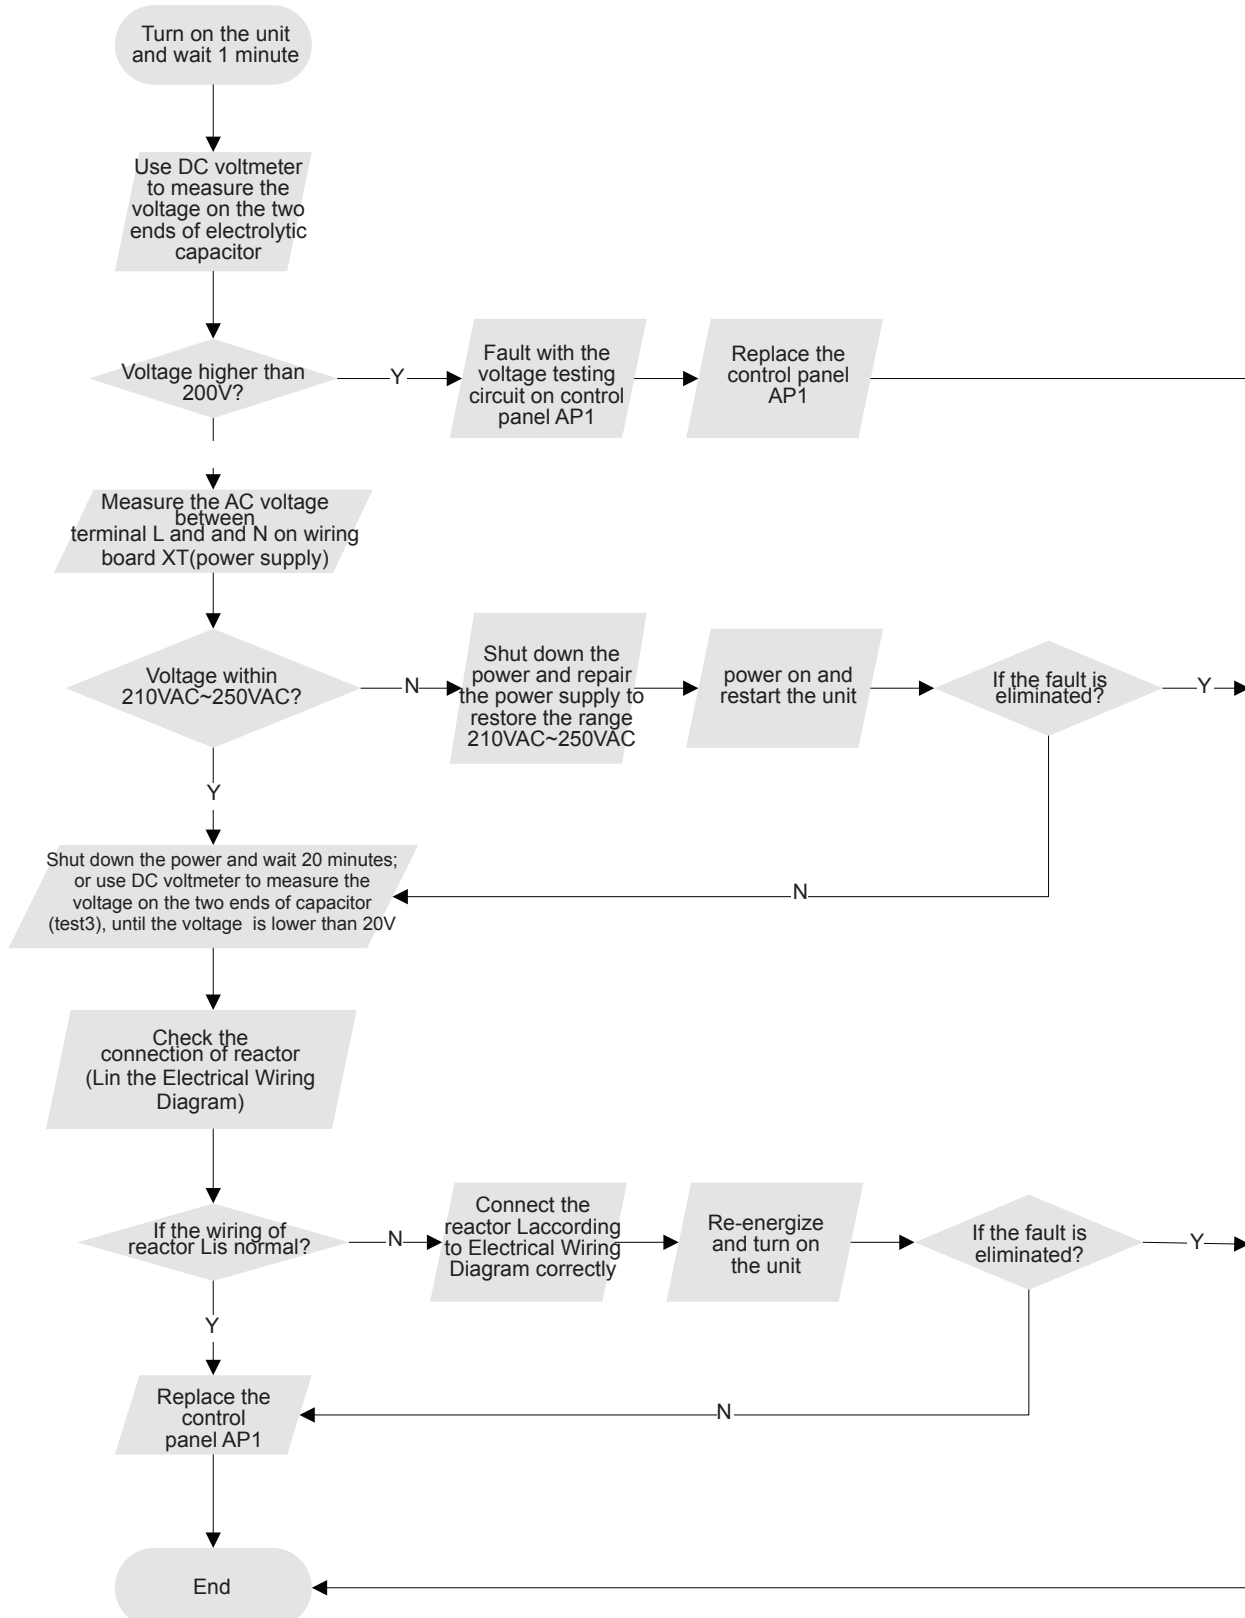 Turn on the unit
and wait 1 minute
Use DC voltmeter
to measure the
voltage on the two
ends of electrolytic
capacitor
Voltage higher than
200V?
Y
Fault with the
voltage testing
circuit on control
panel AP1
Replace the
control panel
AP1
Measure the AC voltage
between
terminal L and and N on wiring
board XT(power supply)
Voltage within
210VAC~250VAC?
N
Shut down the
power and repair
the power supply to
restore the range
210VAC~250VAC
power on and
restart the unit
If the fault is
eliminated?
Y
Y
Shut down the power and wait 20 minutes;
or use DC voltmeter to measure the
voltage on the two ends of capacitor
(test3), until the voltage  is lower than 20V
N
Check the
connection of reactor
(Lin the Electrical Wiring
Diagram)
If the wiring of
reactor Lis normal?
N
Connect the
reactor Laccording
to Electrical Wiring
Diagram correctly
Re-energize
and turn on
the unit
If the fault is
eliminated?
Y
Y
Replace the
control
panel AP1
N
End